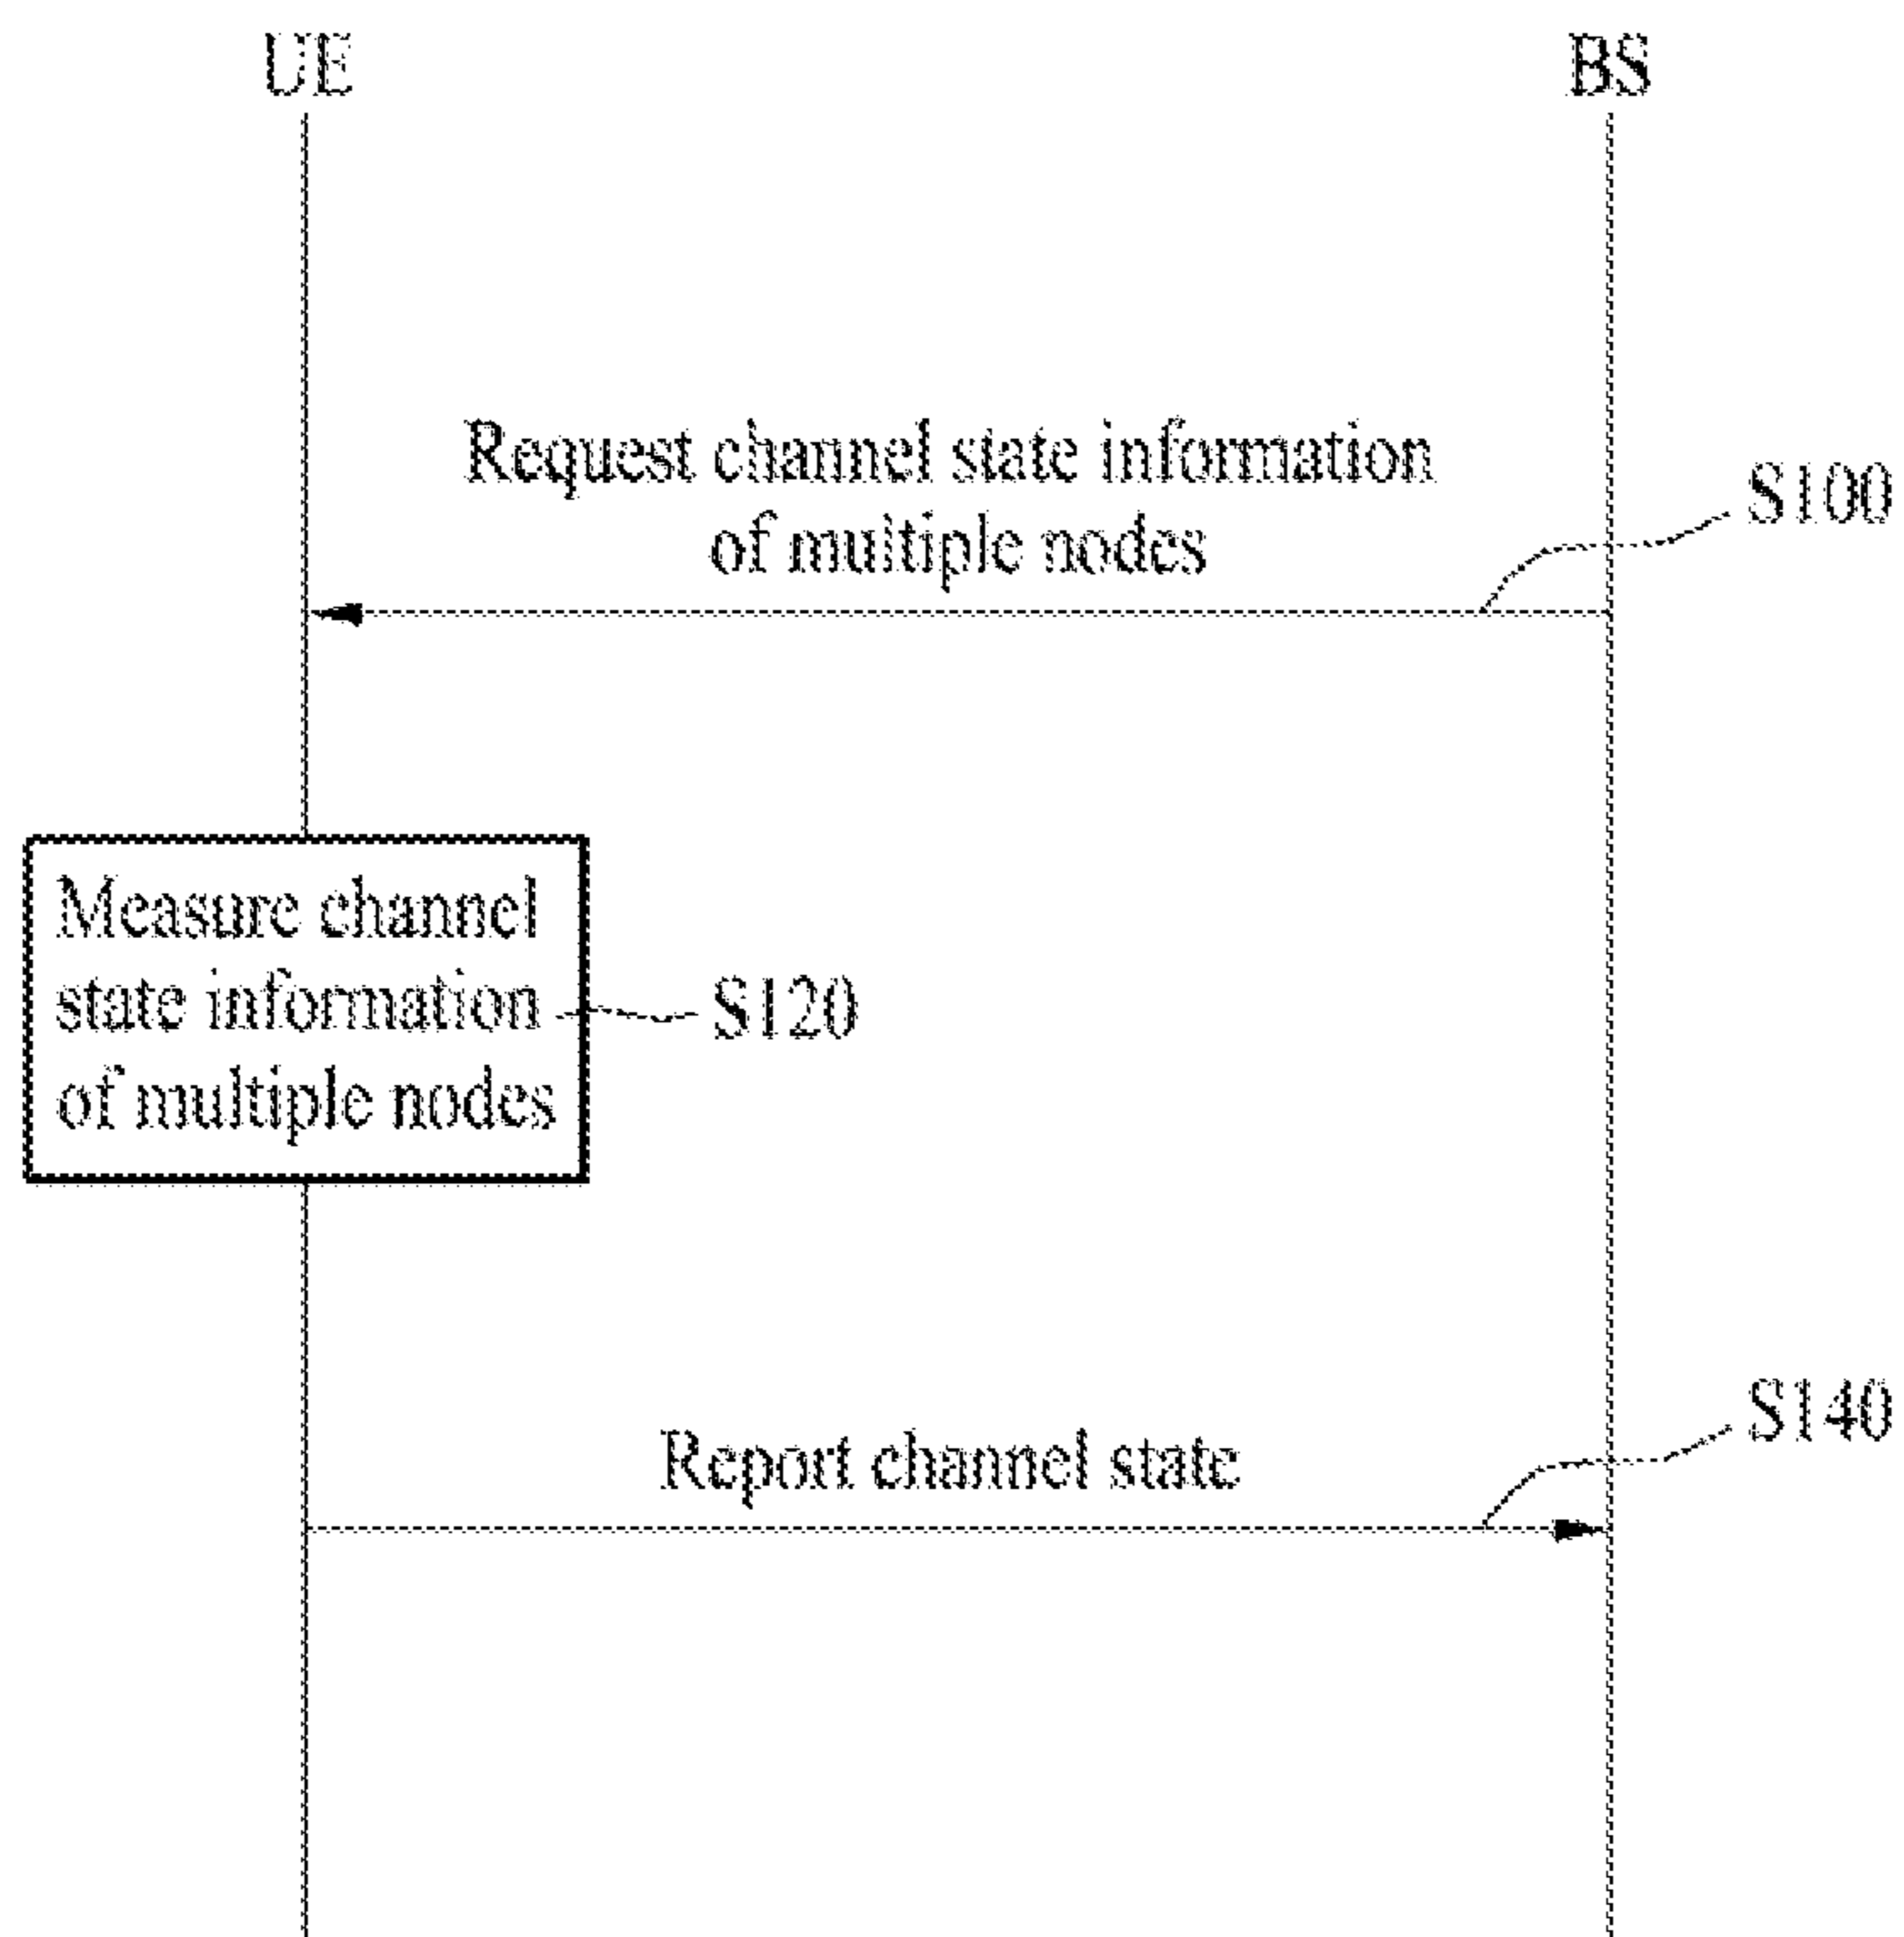 UE
BS
Request channel state information
of multiple nodes
S100
Measure channel
state information
of multiple nodes
S120
Report channel state
S140